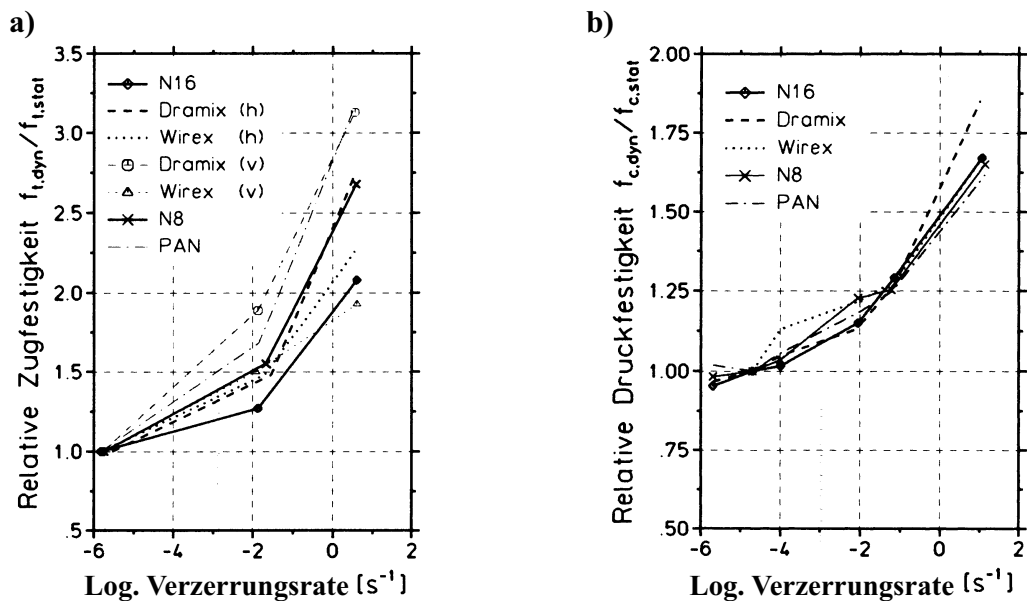 a)
Relative Zugfestigkeit f_t,dyn/f_t,stat
3.5
3.0
2.5
2.0
1.5
1.0
.5
N16
Dramix (h)
Wirex (h)
Dramix (v)
Wirex (v)
N8
PAN
-6
-4
-2
0
2
Log. Verzerrungsrate [s⁻¹]
b)
Relative Druckfestigkeit f_c,dyn/f_c,stat
2.00
1.75
1.50
1.25
1.00
.75
.50
N16
Dramix
Wirex
N8
PAN
-6
-4
-2
0
2
Log. Verzerrungsrate [s⁻¹]